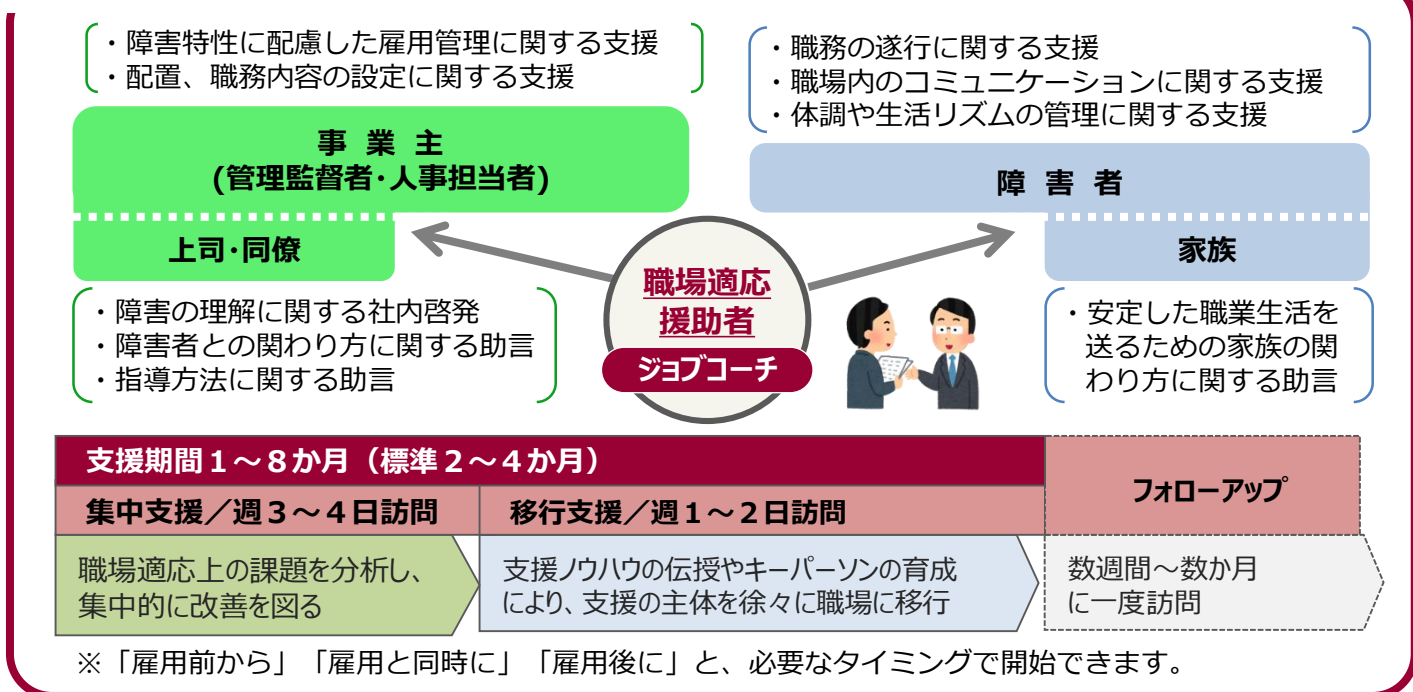 ・障害特性に配慮した雇用管理に関する支援
・配置、職務内容の設定に関する支援
事 業 主
(管理監督者･人事担当者)
上司･同僚
・障害の理解に関する社内啓発
・障害者との関わり方に関する助言
・指導方法に関する助言
・職務の遂行に関する支援
・職場内のコミュニケーションに関する支援
・体調や生活リズムの管理に関する支援
障 害 者
家族
・安定した職業生活を
送るための家族の関
わり方に関する助言
職場適応
援助者
ジョブコーチ
支援期間１～８か月（標準２～４か月）
集中支援／週３～４日訪問
移行支援／週１～２日訪問
フォローアップ
職場適応上の課題を分析し、
集中的に改善を図る
支援ノウハウの伝授やキーパーソンの育成
により、支援の主体を徐々に職場に移行
数週間～数か月
に一度訪問
※「雇用前から」「雇用と同時に」「雇用後に」と、必要なタイミングで開始できます。